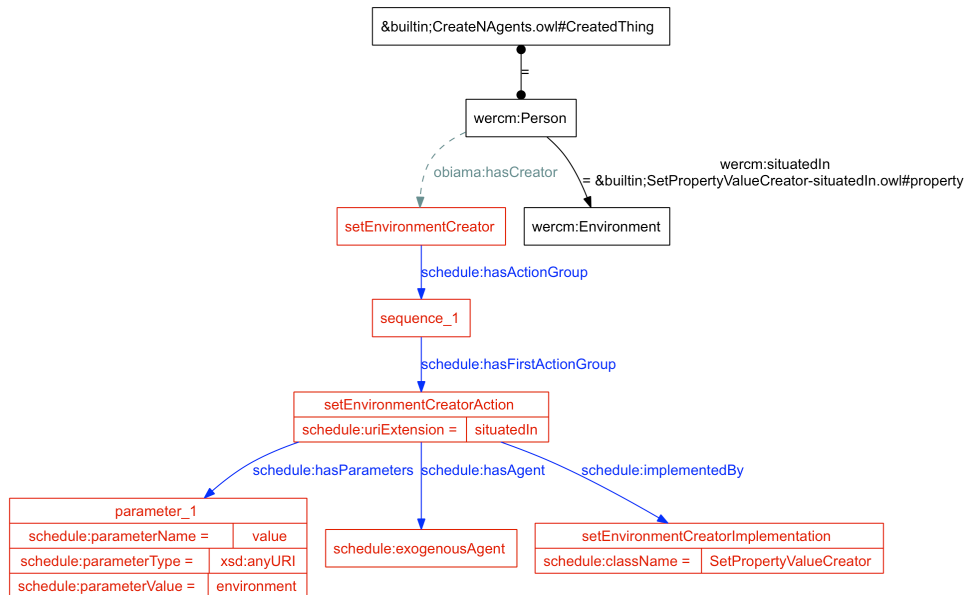 &builtin;CreateNAgents.owl#CreatedThing
=
wercm:Person
wercm:situatedIn
= &builtin;SetPropertyValueCreator-situatedIn.owl#property
obiama:hasCreator
setEnvironmentCreator
wercm:Environment
schedule:hasActionGroup
sequence_1
schedule:hasFirstActionGroup
setEnvironmentCreatorAction
schedule:uriExtension = situatedIn
schedule:hasParameters schedule:hasAgent schedule:implementedBy
parameter_1
schedule:parameterName = value
schedule:parameterType = xsd:anyURI
schedule:parameterValue = environment
schedule:exogenousAgent
setEnvironmentCreatorImplementation
schedule:className = SetPropertyValueCreator